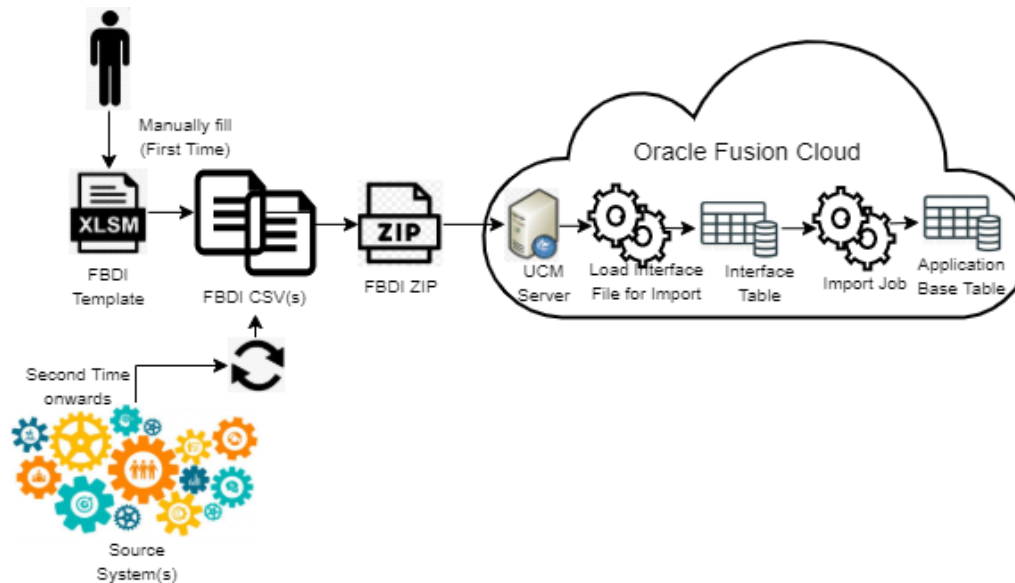 Manually fill
(First Time)
Oracle Fusion Cloud
XLSM
ZIP
FBDI
Template
FBDI CSV(s)
FBDI ZIP
UCM
Server
Load Interface
File for Import
Interface
Table
Import Job
Application
Base Table
Second Time
onwards
Source
System(s)